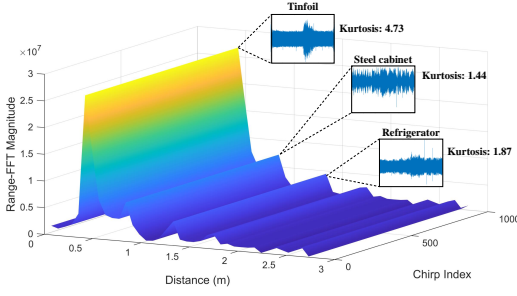 Tinfoil
Kurtosis: 4.73
Steel cabinet
Kurtosis: 1.44
Refrigerator
Kurtosis: 1.87
×10⁷
3
2.5
2
1.5
1
0.5
0
Range-FFT Magnitude
0
0.5
1
1.5
2
2.5
3
Distance (m)
0
500
1000
Chirp Index